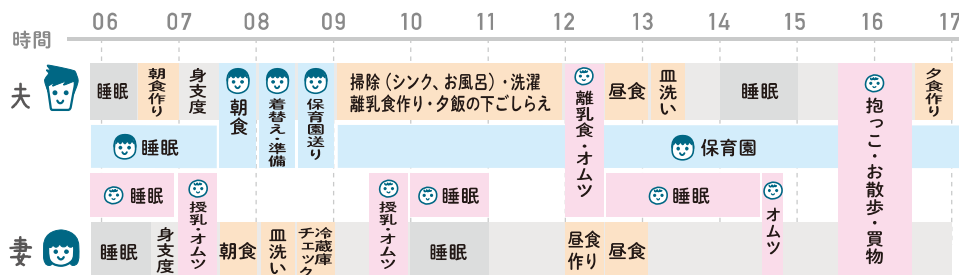 時間
06 07 08 09 10 11 12 13 14 15 16 17
夫
睡眠
朝食作り
身支度
朝食
着替え・準備
保育園送り
掃除(シンク、お風呂)・洗濯
離乳食作り・夕飯の下ごしらえ
離乳食・オムツ
昼食
皿洗い
睡眠
抱っこ・お散歩・買物
夕食作り
睡眠
保育園
睡眠
授乳・オムツ
授乳・オムツ
睡眠
睡眠
オムツ
妻
睡眠
身支度
朝食
皿洗い
冷蔵庫
チェック
睡眠
昼食
作り
昼食